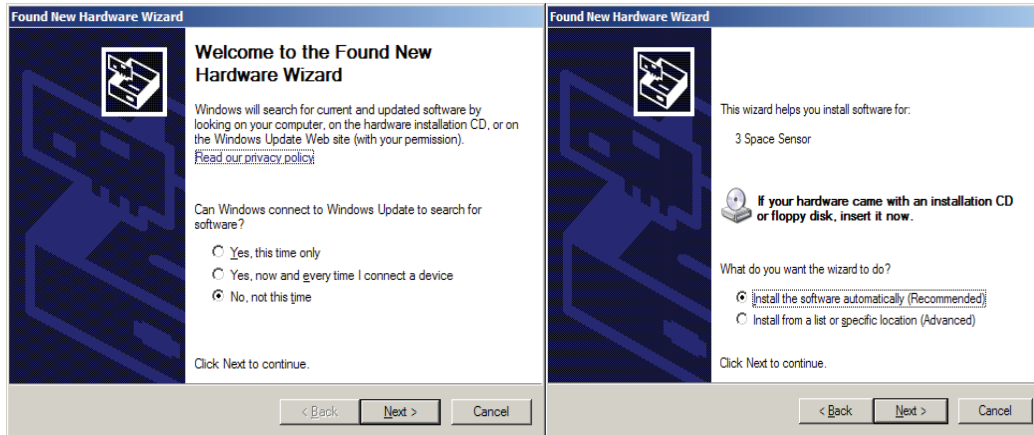 Found New Hardware Wizard
Welcome to the Found New
Hardware Wizard
Windows will search for current and updated software by
looking on your computer, on the hardware installation CD, or on
the Windows Update Web site (with your permission).
Read our privacy policy
Can Windows connect to Windows Update to search for
software?
Yes, this time only
Yes, now and every time I connect a device
No, not this time
Click Next to continue.
< Back
Next >
Cancel
Found New Hardware Wizard
This wizard helps you install software for:
3 Space Sensor
If your hardware came with an installation CD
or floppy disk, insert it now.
What do you want the wizard to do?
Install the software automatically (Recommended)
Install from a list or specific location (Advanced)
Click Next to continue.
< Back
Next >
Cancel